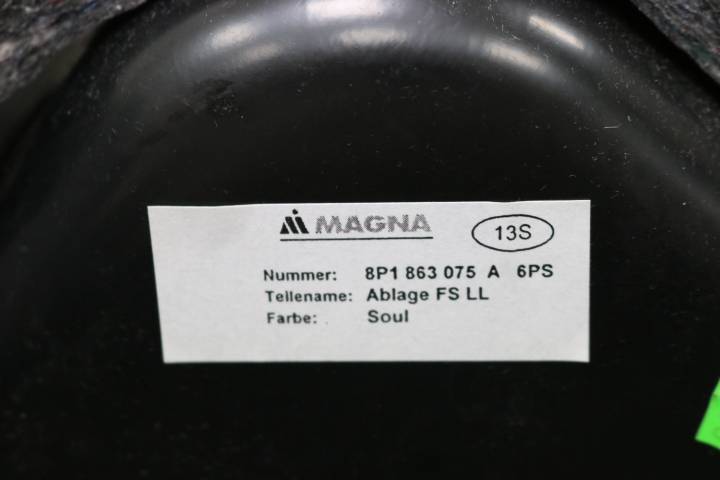 MAGNA
13S
Nummer: 8P1 863 075 A 6PS
Teilename: Ablage FS LL
Farbe: Soul